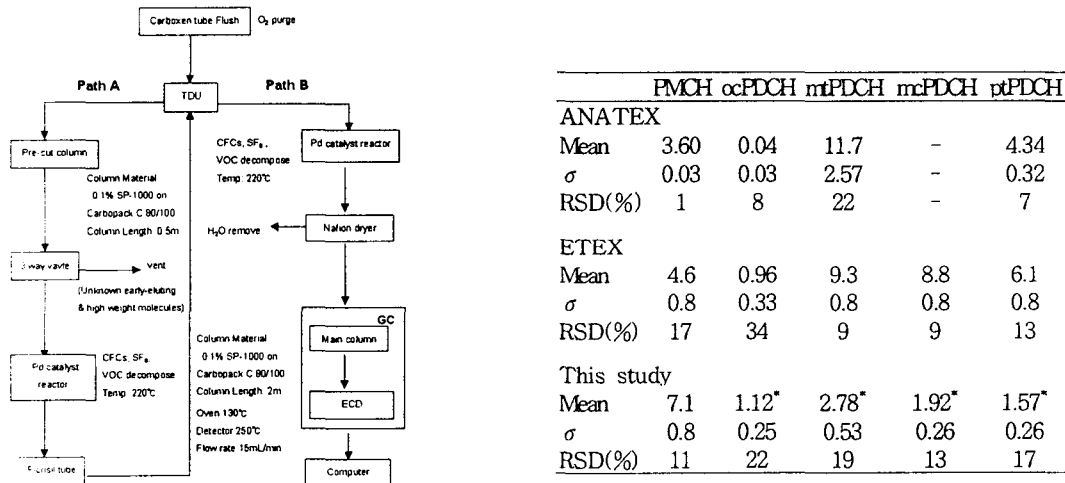 Carboxen tube Flush
O₂ purge
Path A
Path B
TDU
Pre-cut column
Column Material
0.1% SP-1000 on
Carbopack C 80/100
Column Length 0.5m
3 way vavle
vent
(Unknown early-eluting
& high weight molecules)
Pd catalyst
reactor
CFCs, SF₆,
VOC decompose
Temp. 220℃
tube
CFCs, SF₆,
VOC decompose
Temp. 220℃
Pd catalyst reactor
H₂O remove
Nafion dryer
GC
Main column
ECD
Computer
Column Material
0.1% SP-1000 on
Carbopack C 80/100
Column Length 2m
Oven 130℃
Detector 250℃
Flow rate 15mL/min
PMCH ocPDCH mtPDCH mcPDCH ptPDCH
ANATEX
Mean 3.60 0.04 11.7 - 4.34
σ 0.03 0.03 2.57 - 0.32
RSD(%) 1 8 22 - 7
ETEX
Mean 4.6 0.96 9.3 8.8 6.1
σ 0.8 0.33 0.8 0.8 0.8
RSD(%) 17 34 9 9 13
This study
Mean 7.1 1.12* 2.78* 1.92* 1.57*
σ 0.8 0.25 0.53 0.26 0.26
RSD(%) 11 22 19 13 17